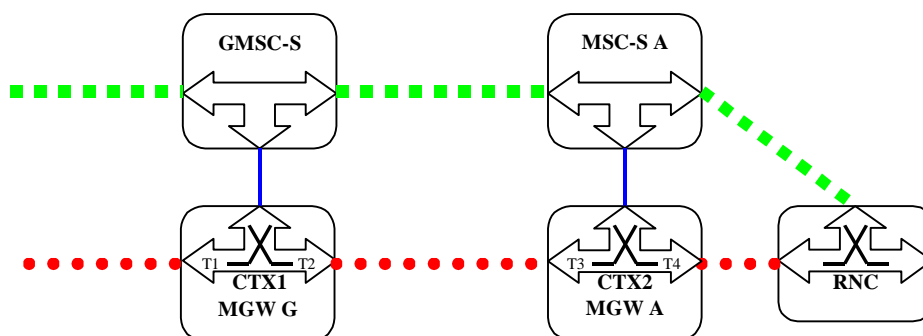 GMSC-S
MSC-S A
T1
T2
CTX1
MGW G
T3
T4
CTX2
MGW A
RNC